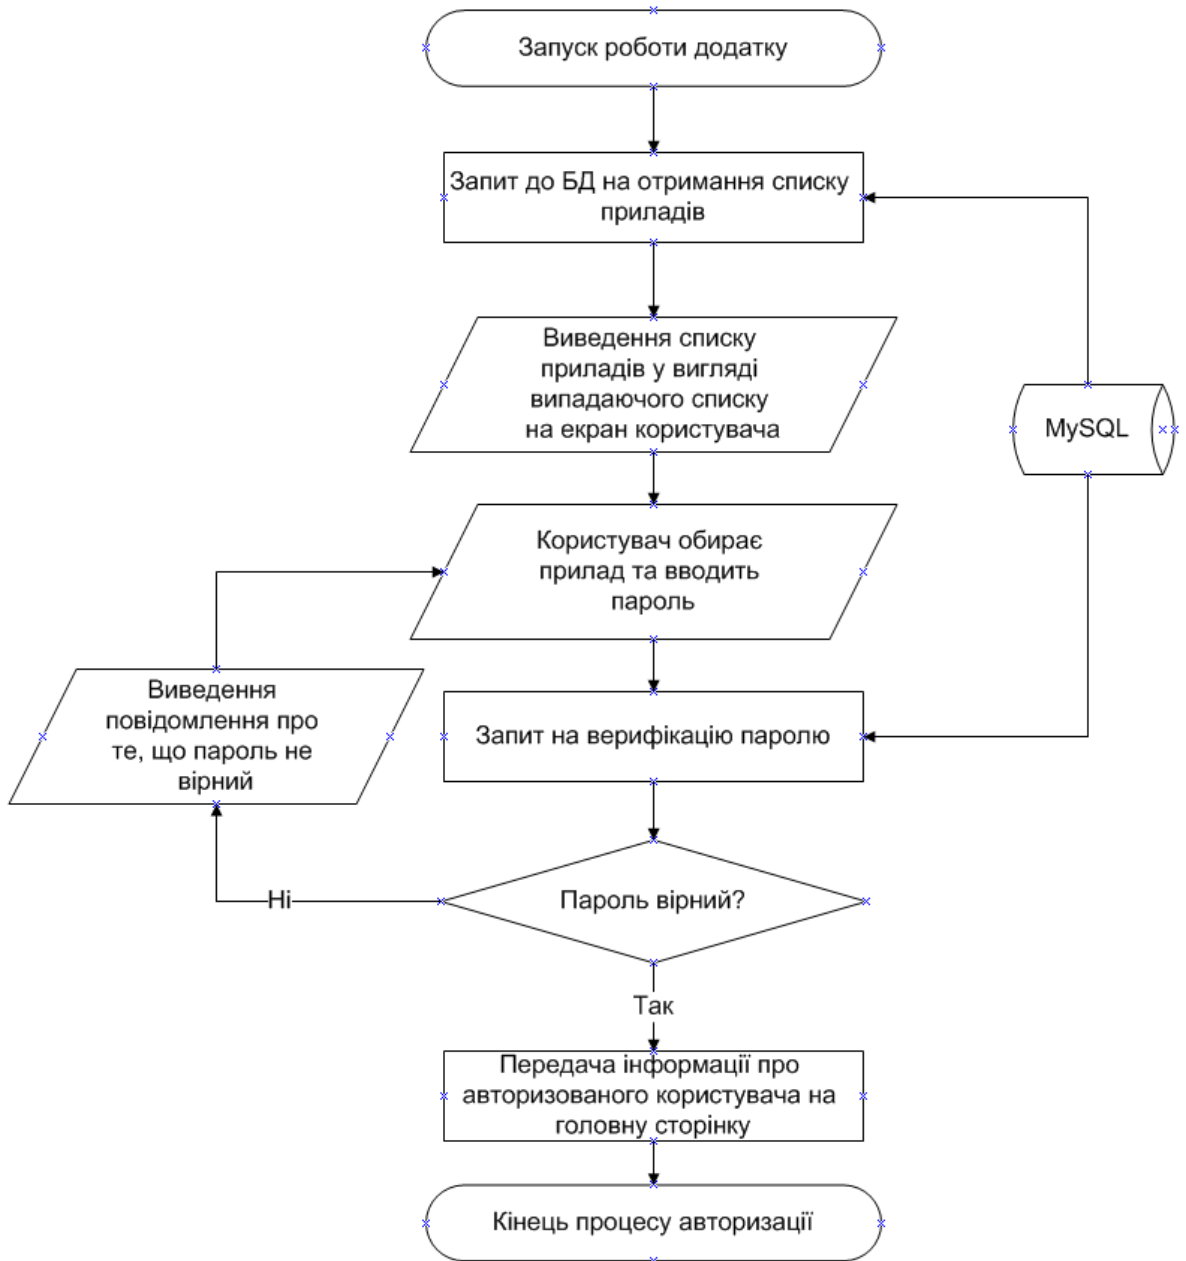 Запуск роботи додатку
Запит до БД на отримання списку
приладів
Виведення списку
приладів у вигляді
випадаючого списку
на екран користувача
MySQL
Користувач обирає
прилад та вводить
пароль
Виведення
повідомлення про
те, що пароль не
вірний
Запит на верифікацію паролю
Пароль вірний?
Ні
Так
Передача інформації про
авторизованого користувача на
головну сторінку
Кінець процесу авторизації